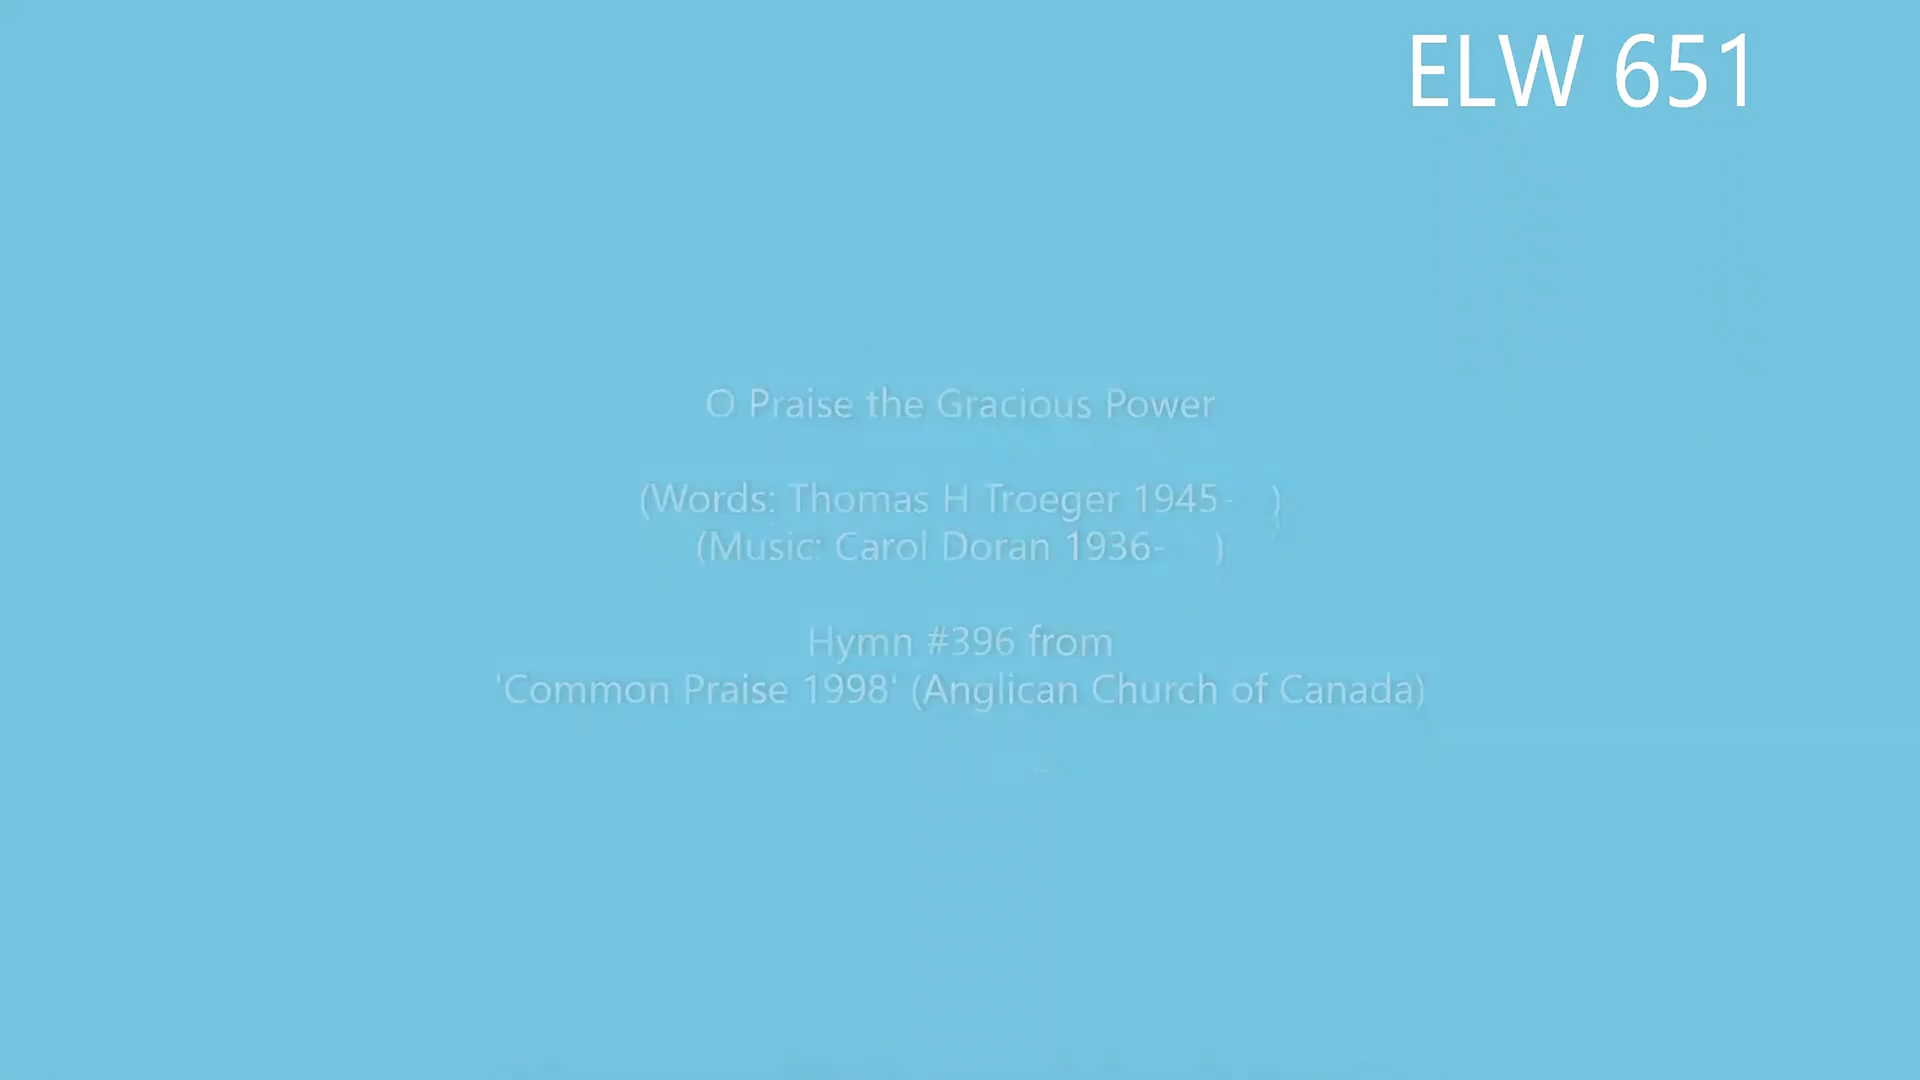 ELW 651
O Praise the Gracious Power
(Words: Thomas H Troeger 1945-   )
(Music: Carol Doran 1936-    )
Hymn #396 from
'Common Praise 1998' (Anglican Church of Canada)